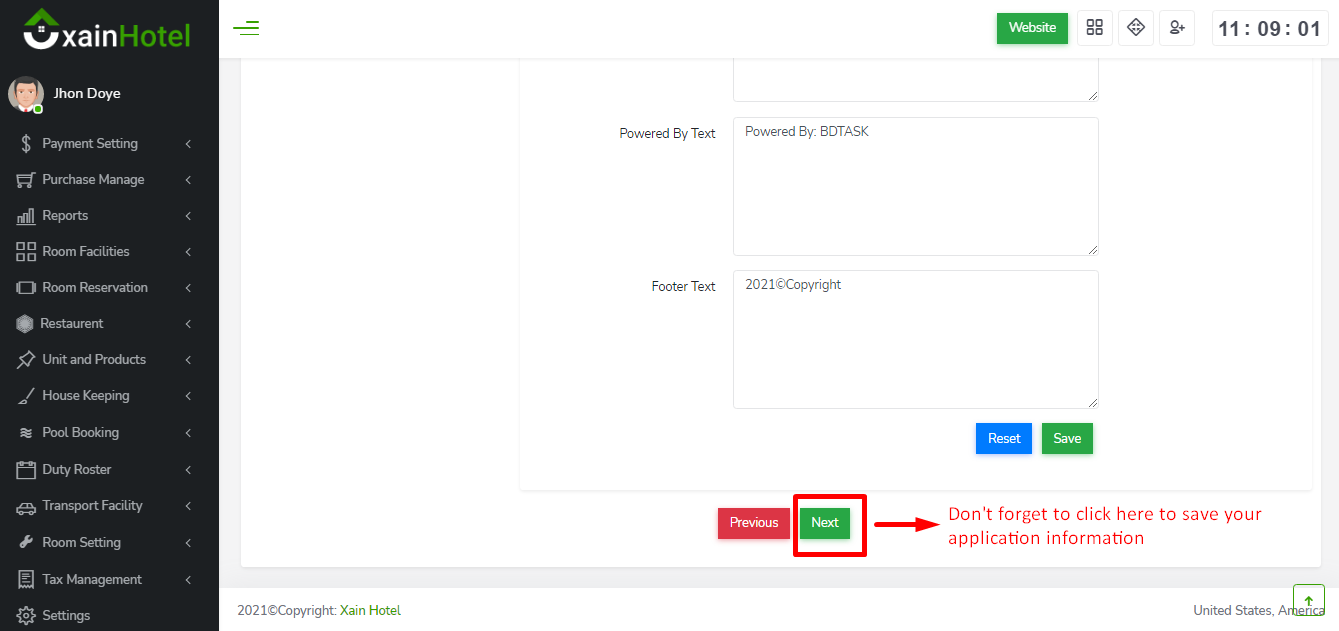 xainHotel
Website
11 : 09 : 01
Jhon Doye
Payment Setting
Purchase Manage
Reports
Room Facilities
Room Reservation
Restaurent
Unit and Products
House Keeping
Pool Booking
Duty Roster
Transport Facility
Room Setting
Tax Management
Settings
Powered By Text
Powered By: BDTASK
Footer Text
2021©Copyright
Reset
Save
Previous
Next
Don't forget to click here to save your
application information
2021©Copyright: Xain Hotel
United States, America